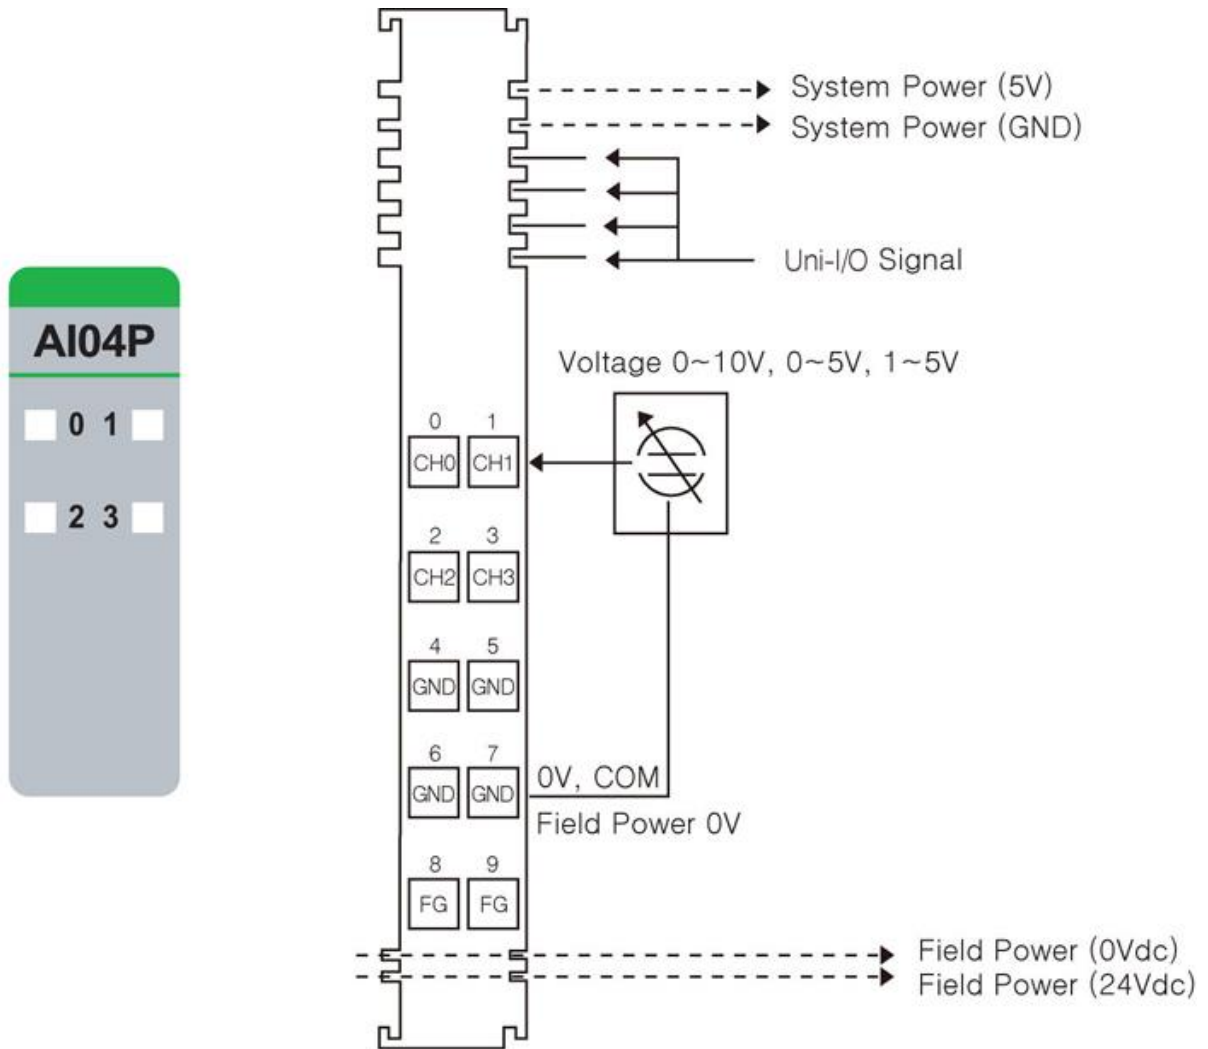 System Power (5V)
System Power (GND)
Uni-I/O Signal
AI04P
0 1
2 3
Voltage 0~10V, 0~5V, 1~5V
0 1
CH0 CH1
2 3
CH2 CH3
4 5
GND GND
6 7
GND GND
0V, COM
Field Power 0V
8 9
FG FG
Field Power (0Vdc)
Field Power (24Vdc)